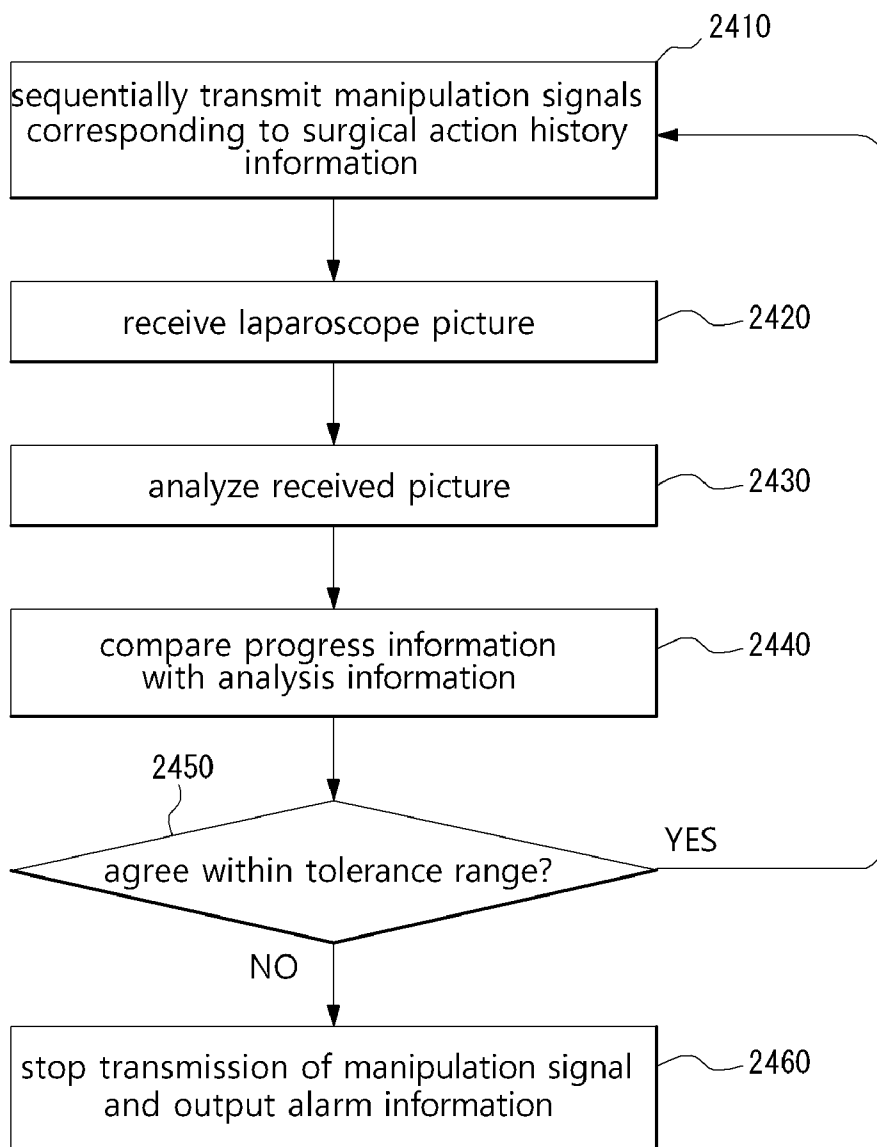 2410
sequentially transmit manipulation signals
corresponding to surgical action history
information
receive laparoscope picture
2420
analyze received picture
2430
compare progress information
with analysis information
2440
2450
agree within tolerance range?
YES
NO
stop transmission of manipulation signal
and output alarm information
2460